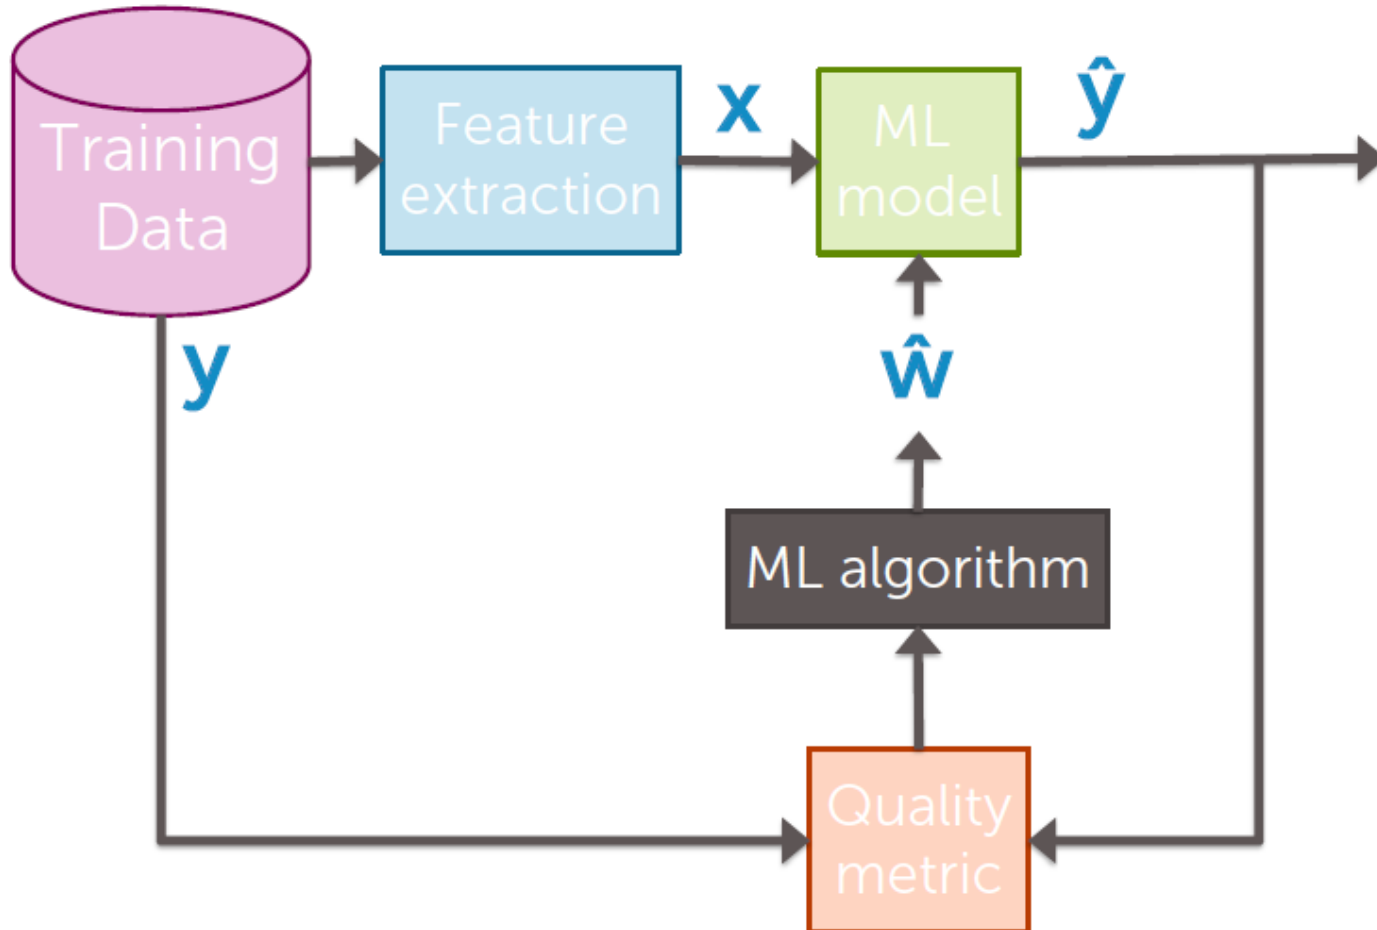 Training
Data
Feature
extraction
x
ML
model
ŷ
y
ŵ
ML algorithm
Quality
metric